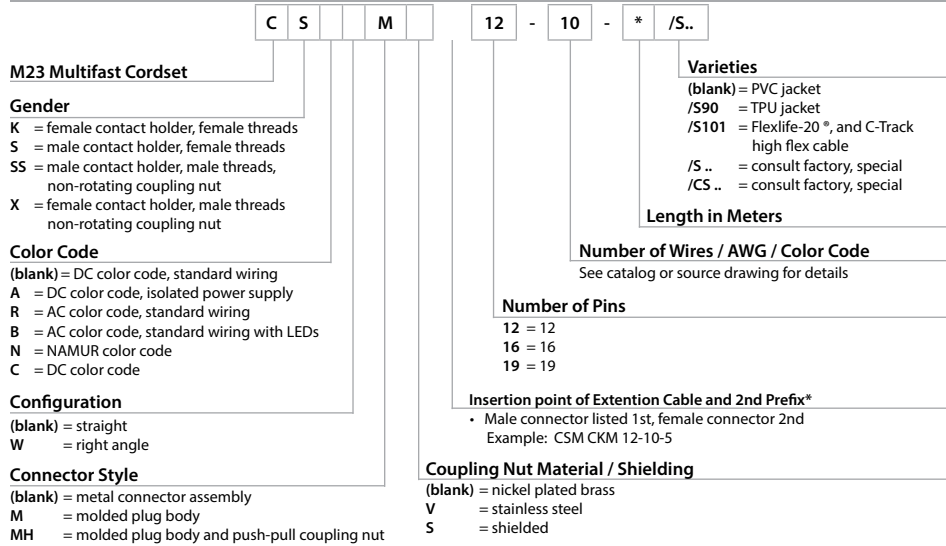 C S M 12 - 10 - * /S..
M23 Multifast Cordset
Gender
K = female contact holder, female threads
S = male contact holder, female threads
SS = male contact holder, male threads,
non-rotating coupling nut
X = female contact holder, male threads
non-rotating coupling nut
Color Code
(blank) = DC color code, standard wiring
A = DC color code, isolated power supply
R = AC color code, standard wiring
B = AC color code, standard wiring with LEDs
N = NAMUR color code
C = DC color code
Configuration
(blank) = straight
W = right angle
Connector Style
(blank) = metal connector assembly
M = molded plug body
MH = molded plug body and push-pull coupling nut
Varieties
(blank) = PVC jacket
/S90 = TPU jacket
/S101 = Flexlife-20 ®, and C-Track
high flex cable
/S .. = consult factory, special
/CS .. = consult factory, special
Length in Meters
Number of Wires / AWG / Color Code
See catalog or source drawing for details
Number of Pins
12 = 12
16 = 16
19 = 19
Insertion point of Extention Cable and 2nd Prefix*
• Male connector listed 1st, female connector 2nd
Example: CSM CKM 12-10-5
Coupling Nut Material / Shielding
(blank) = nickel plated brass
V = stainless steel
S = shielded